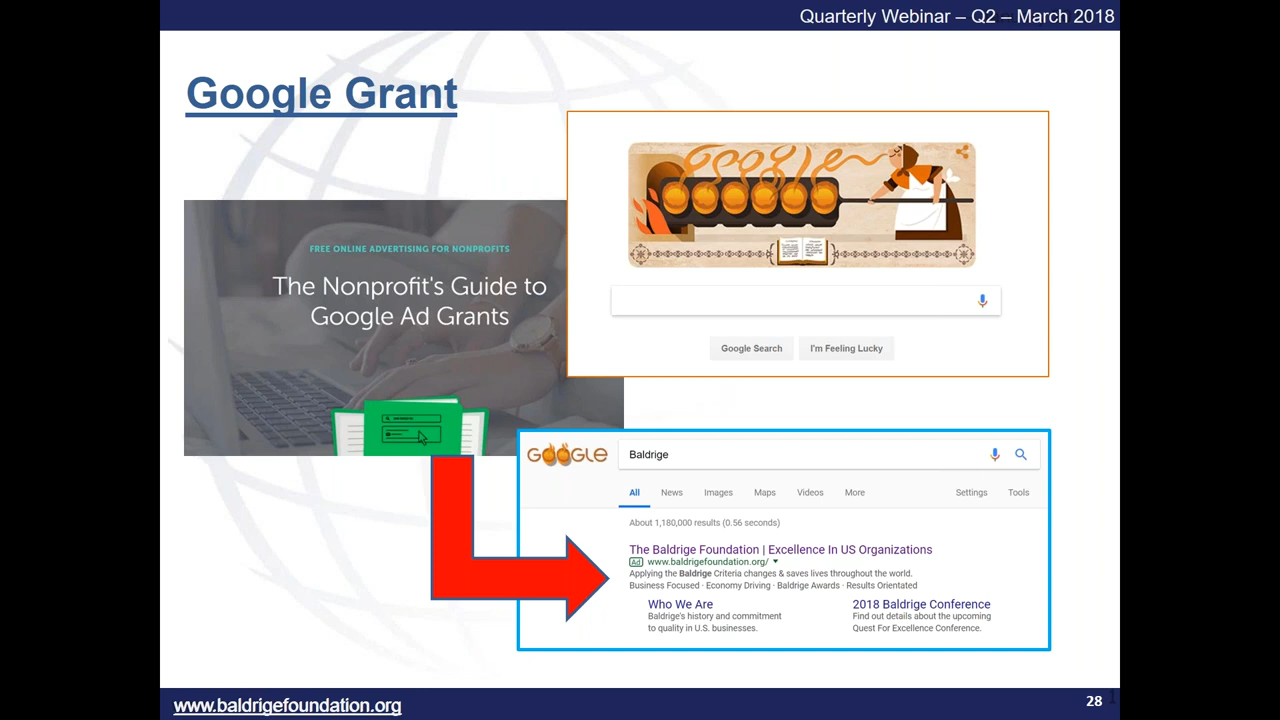 Quarterly Webinar – Q2 – March 2018
Google Grant
FREE ONLINE ADVERTISING FOR NONPROFITS
The Nonprofit's Guide to
Google Ad Grants
Google
Google Search
I'm Feeling Lucky
GOOGLE
Baldrige
All News Images Maps Videos More Settings Tools
About 1,180,000 results (0.56 seconds)
The Baldrige Foundation | Excellence In US Organizations
Ad www.baldrigefoundation.org/
Applying the Baldrige Criteria changes & saves lives throughout the world.
Business Focused · Economy Driving · Baldrige Awards · Results Orientated
Who We Are
Baldrige's history and commitment
to quality in U.S. businesses.
2018 Baldrige Conference
Find out details about the upcoming
Quest For Excellence Conference.
www.baldrigefoundation.org
28
1